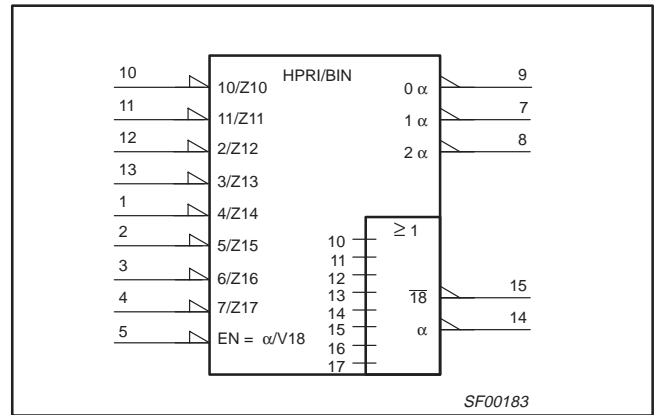 HPRI/BIN
10 10/Z10 0 α 9
11 11/Z11 1 α 7
12 2/Z12 2 α 8
13 3/Z13
1 4/Z14
2 5/Z15
3 6/Z16
4 7/Z17
5 EN = α/V18
≥ 1
10
11
12
13
14
15
16
17
18 15
α 14
SF00183